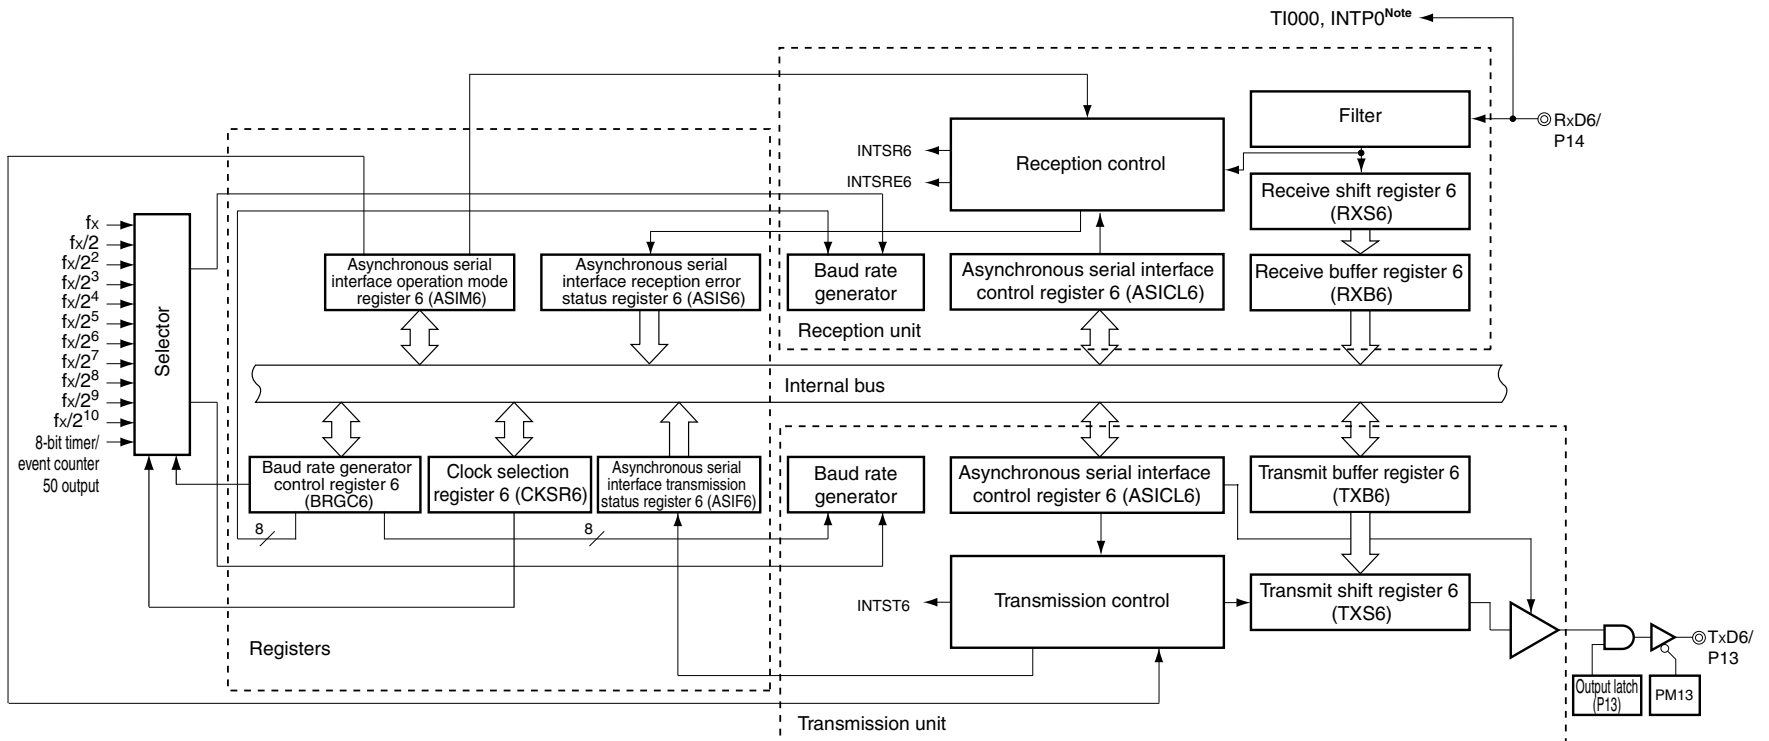 TI000, INTP0Note
Filter
RxD6/
P14
INTSR6
INTSRE6
Reception control
Receive shift register 6
(RXS6)
fx
fx/2
fx/2²
fx/2³
fx/2⁴
fx/2⁵
fx/2⁶
fx/2⁷
fx/2⁸
fx/2⁹
fx/2¹⁰
8-bit timer/
event counter
50 output
Selector
Asynchronous serial
interface operation mode
register 6 (ASIM6)
Asynchronous serial
interface reception error
status register 6 (ASIS6)
Baud rate
generator
Asynchronous serial interface
control register 6 (ASICL6)
Receive buffer register 6
(RXB6)
Reception unit
Internal bus
Baud rate generator
control register 6
(BRGC6)
Clock selection
register 6 (CKSR6)
Asynchronous serial
interface transmission
status register 6 (ASIF6)
Baud rate
generator
Asynchronous serial interface
control register 6 (ASICL6)
Transmit buffer register 6
(TXB6)
8
8
INTST6
Transmission control
Transmit shift register 6
(TXS6)
Registers
TxD6/
P13
Output latch
(P13)
PM13
Transmission unit